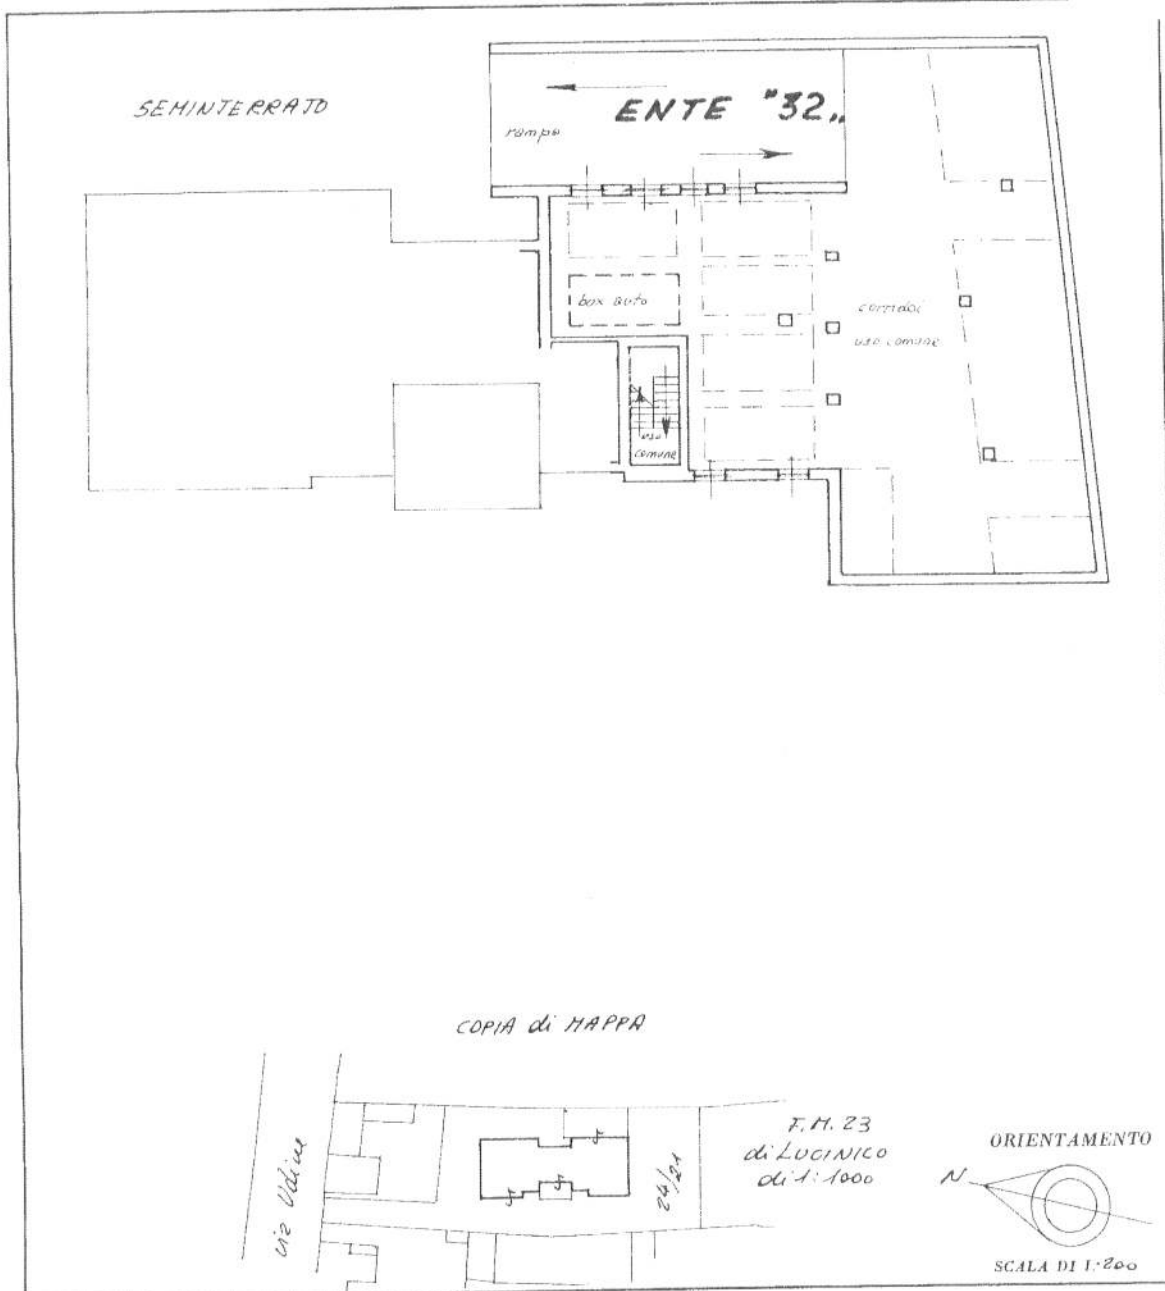 SEMINTERRATO
ENTE "32„
rampa
box auto
corridoi
uso comune
uso
comune
COPIA di MAPPA
via Udine
24/21
F.M. 23
di LUCINICO
di 1:1000
ORIENTAMENTO
N
SCALA DI 1:200